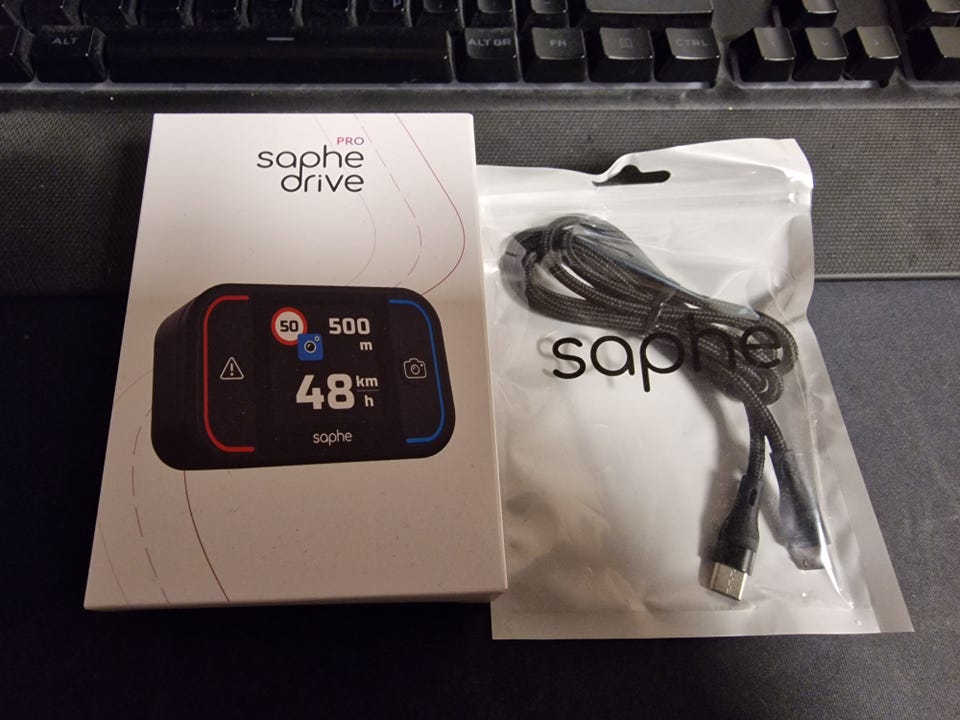 ALT
ALT GR
FN
CTRL
PRO
saphe
drive
50
500
m
48 km
h
saphe
saphe